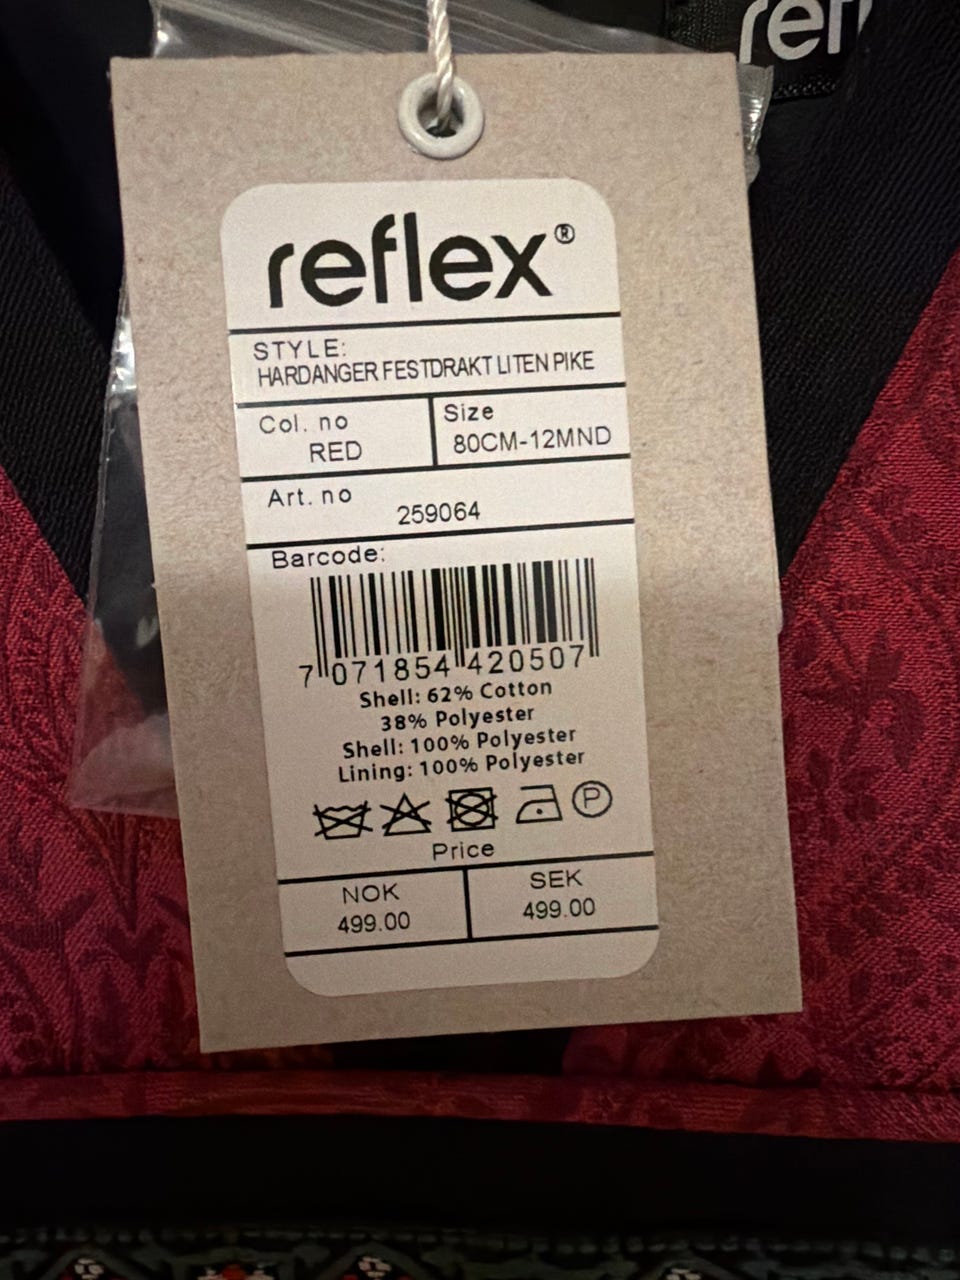 refl
reflex®
STYLE:
HARDANGER FESTDRAKT LITEN PIKE
Col. no
RED
Size
80CM-12MND
Art. no
259064
Barcode:
7 071854 420507
Shell: 62% Cotton
38% Polyester
Shell: 100% Polyester
Lining: 100% Polyester
P
Price
NOK
499.00
SEK
499.00